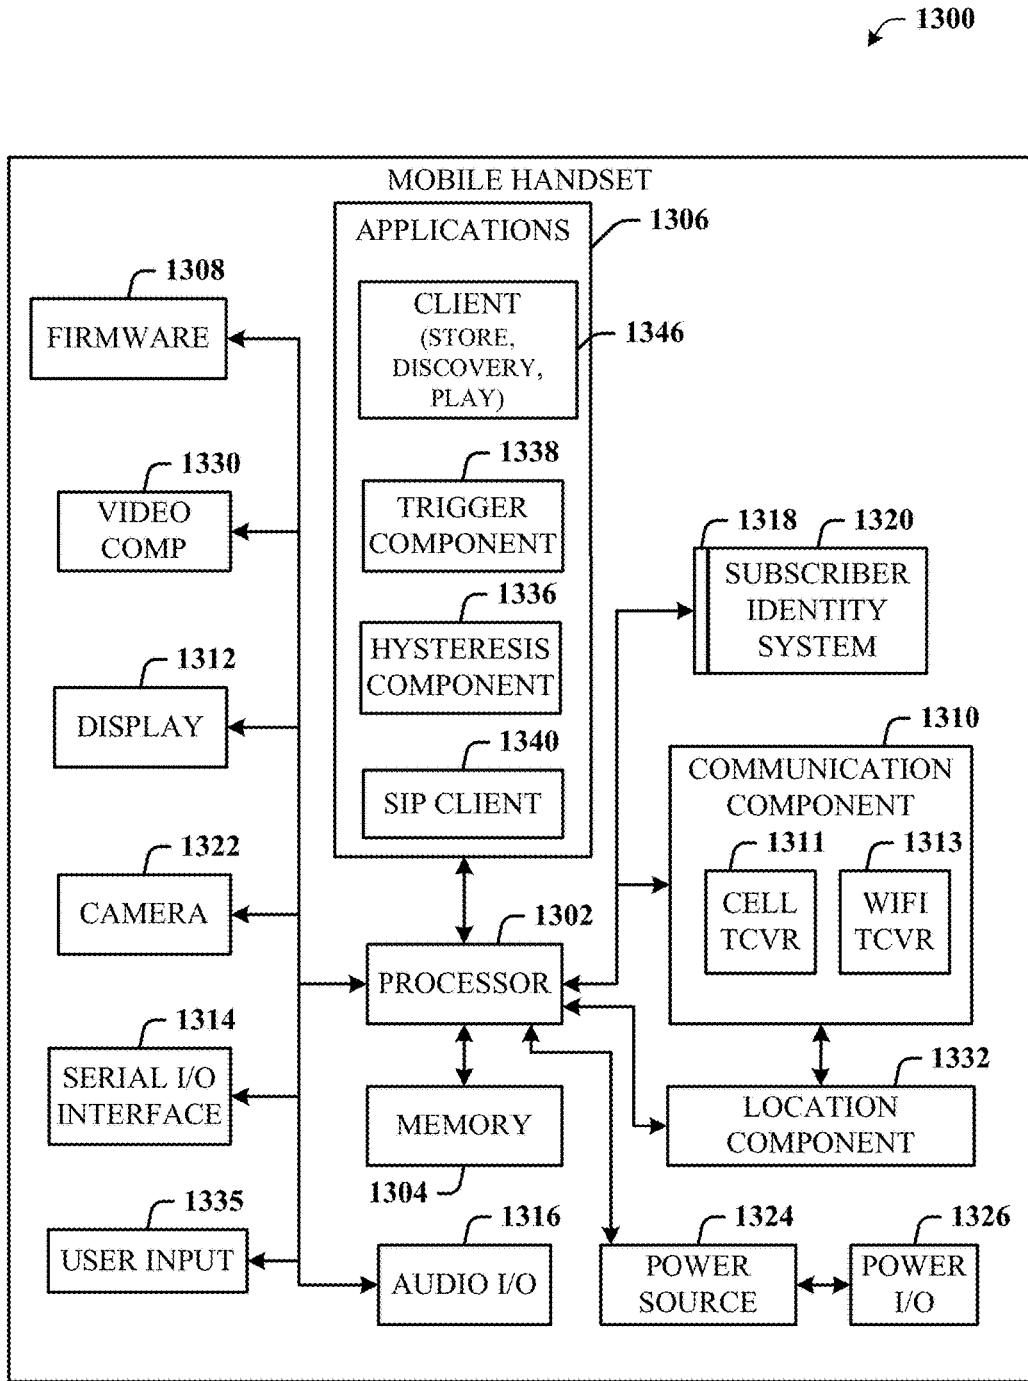 1300
MOBILE HANDSET
APPLICATIONS
1306
CLIENT
(STORE,
DISCOVERY,
PLAY)
1346
1338
TRIGGER
COMPONENT
1336
HYSTERESIS
COMPONENT
1340
SIP CLIENT
1308
FIRMWARE
1330
VIDEO
COMP
1312
DISPLAY
1322
CAMERA
1314
SERIAL I/O
INTERFACE
1335
USER INPUT
1302
PROCESSOR
MEMORY
1304
1316
AUDIO I/O
1318
1320
SUBSCRIBER
IDENTITY
SYSTEM
1310
COMMUNICATION
COMPONENT
1311
CELL
TCVR
1313
WIFI
TCVR
1332
LOCATION
COMPONENT
1324
POWER
SOURCE
1326
POWER
I/O